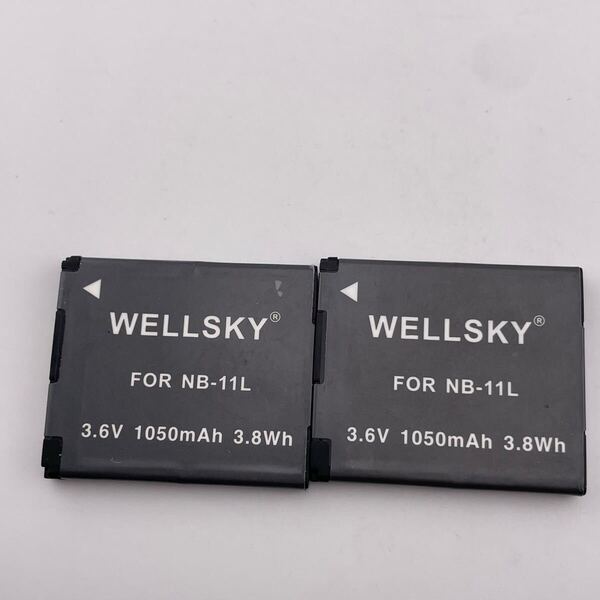 WELLSKY®
FOR NB-11L
3.6V 1050mAh 3.8Wh
WELLSKY®
FOR NB-11L
3.6V 1050mAh 3.8Wh